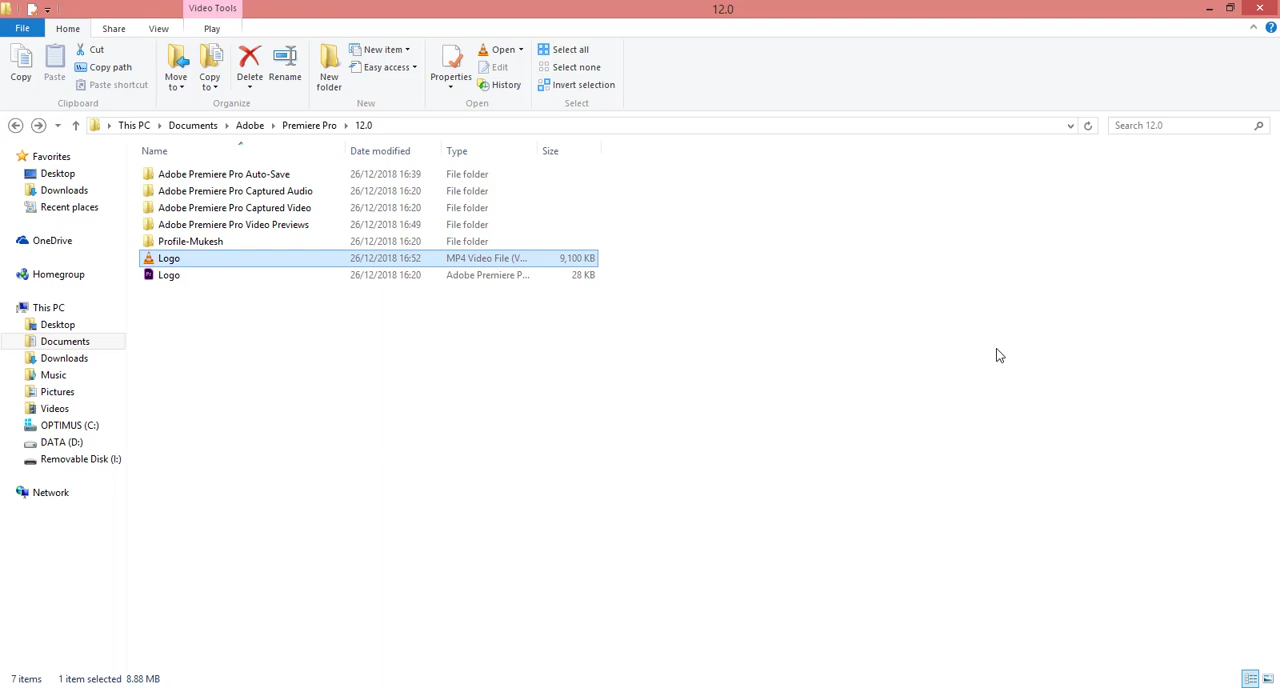 Video Tools
12.0
File Home Share View Play
Copy
Paste
Cut
Copy path
Paste shortcut
Clipboard
Move to
Copy to
Delete
Rename
Organize
New folder
New item
Easy access
New
Properties
Open
Edit
History
Open
Select all
Select none
Invert selection
Select
This PC Documents Adobe Premiere Pro 12.0
Search 12.0
Favorites
Desktop
Downloads
Recent places
OneDrive
Homegroup
This PC
Desktop
Documents
Downloads
Music
Pictures
Videos
OPTIMUS (C:)
DATA (D:)
Removable Disk (I:)
Network
Name Date modified Type Size
Adobe Premiere Pro Auto-Save 26/12/2018 16:39 File folder
Adobe Premiere Pro Captured Audio 26/12/2018 16:20 File folder
Adobe Premiere Pro Captured Video 26/12/2018 16:20 File folder
Adobe Premiere Pro Video Previews 26/12/2018 16:49 File folder
Profile-Mukesh 26/12/2018 16:20 File folder
Logo 26/12/2018 16:52 MP4 Video File (V... 9,100 KB
Logo 26/12/2018 16:20 Adobe Premiere P... 28 KB
7 items 1 item selected 8.88 MB